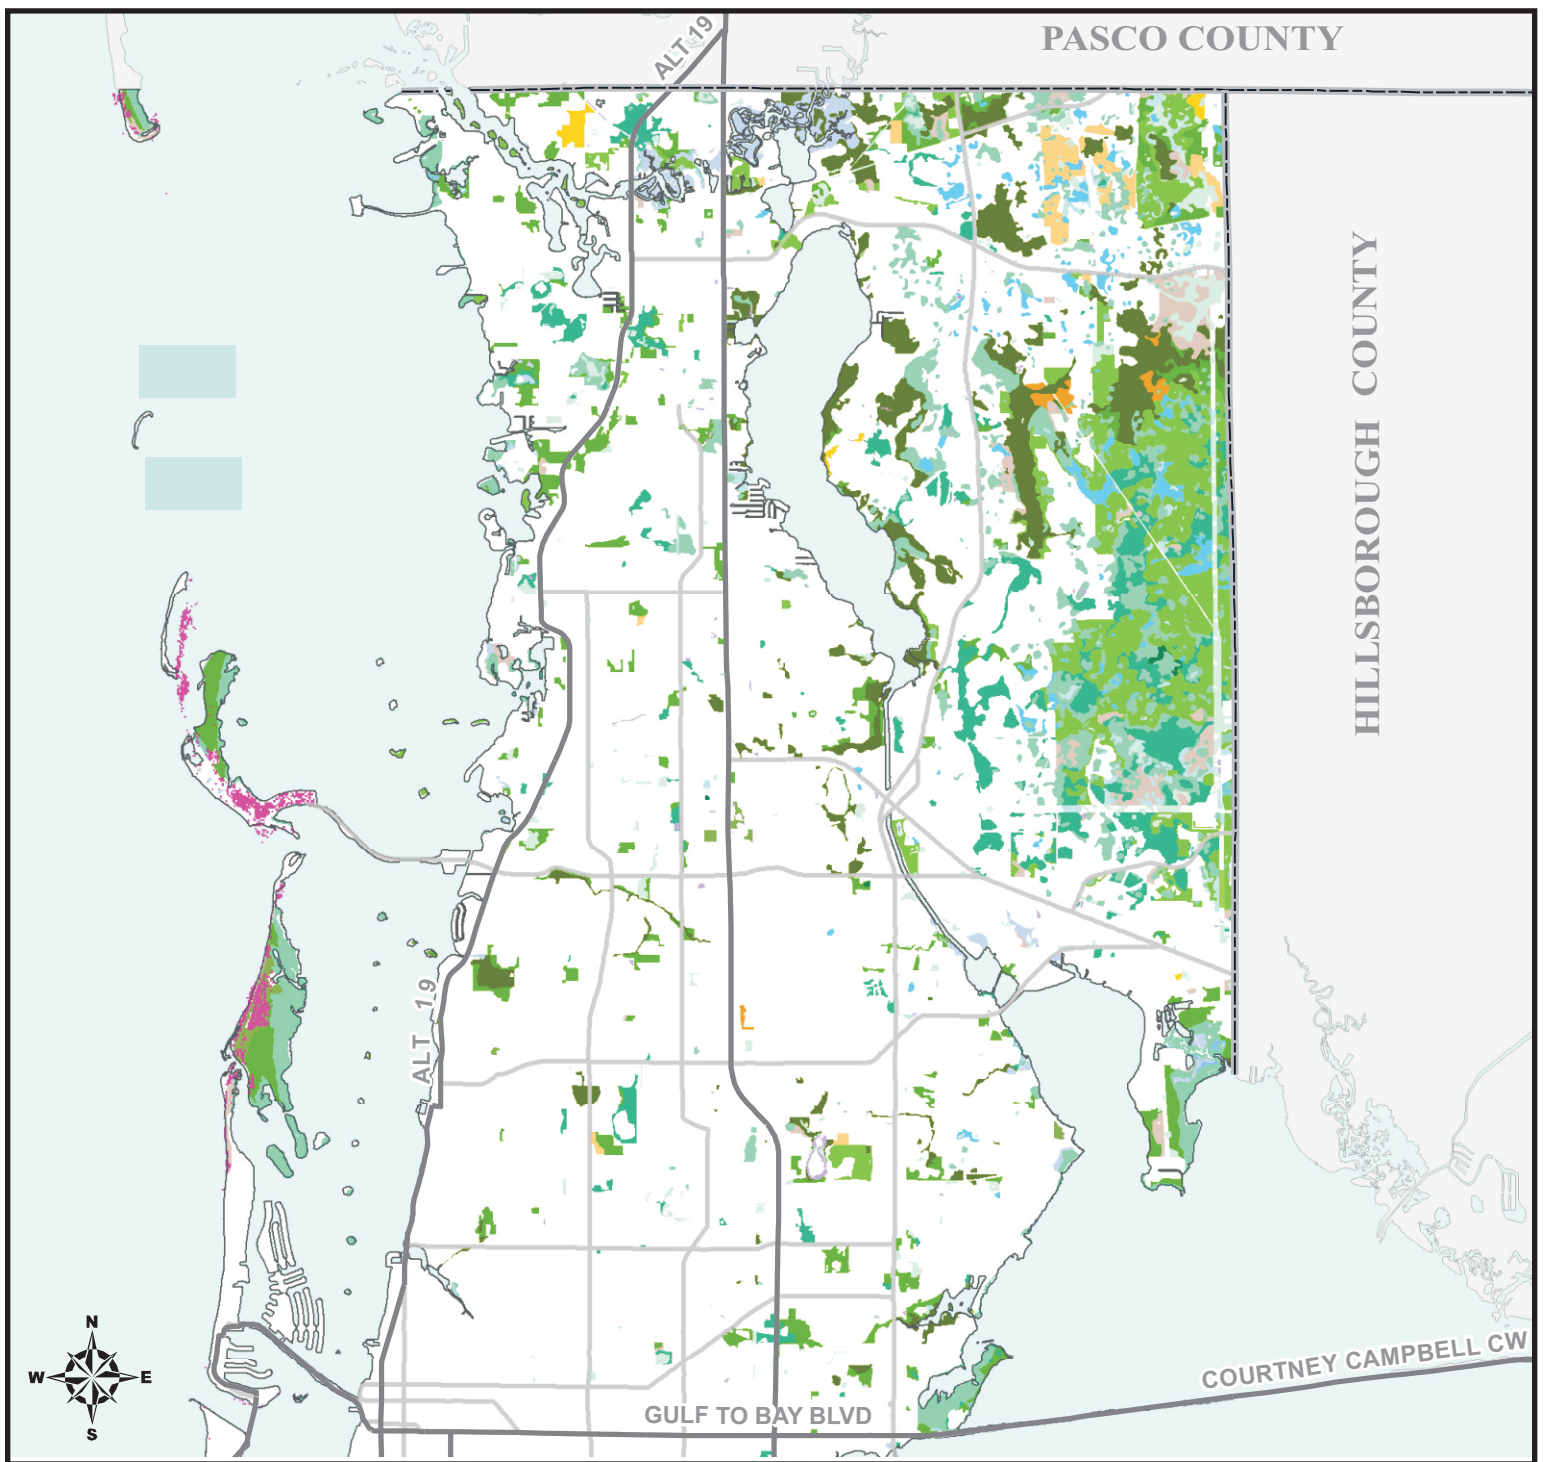 PASCO COUNTY
ALT 19
HILLSBOROUGH COUNTY
ALT 19
N
W E
S
COURTNEY CAMPBELL CW
GULF TO BAY BLVD